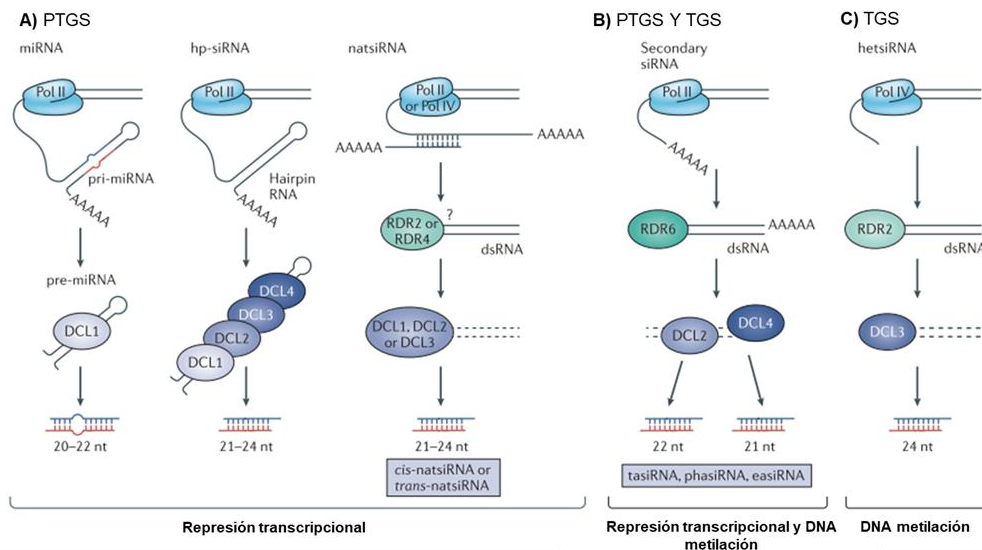 A) PTGS
miRNA
Pol II
pri-miRNA
AAAAA
pre-miRNA
DCL1
20–22 nt
hp-siRNA
Pol II
Hairpin
RNA
AAAAA
DCL4
DCL3
DCL2
DCL1
21–24 nt
natsiRNA
Pol II
or Pol IV
AAAAA
AAAAA
?
RDR2 or
RDR4
dsRNA
DCL1, DCL2
or DCL3
21–24 nt
cis-natsiRNA or
trans-natsiRNA
Represión transcripcional
B) PTGS Y TGS
Secondary
siRNA
Pol II
AAAAA
RDR6
AAAAA
dsRNA
DCL2
DCL4
22 nt
21 nt
tasiRNA, phasiRNA, easiRNA
Represión transcripcional y DNA
metilación
C) TGS
hetsiRNA
Pol IV
RDR2
dsRNA
DCL3
24 nt
DNA metilación